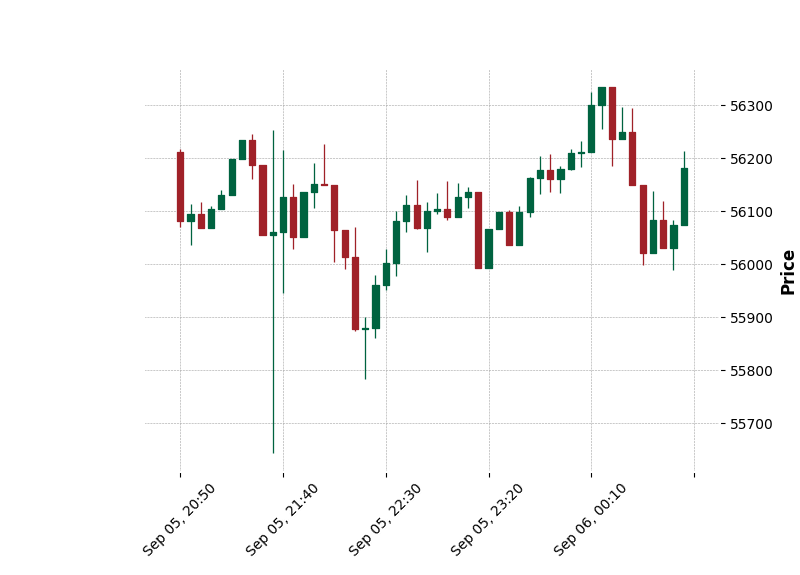 56300
56200
56100
56000
55900
55800
55700
Price
Sep 05, 20:50
Sep 05, 21:40
Sep 05, 22:30
Sep 05, 23:20
Sep 06, 00:10